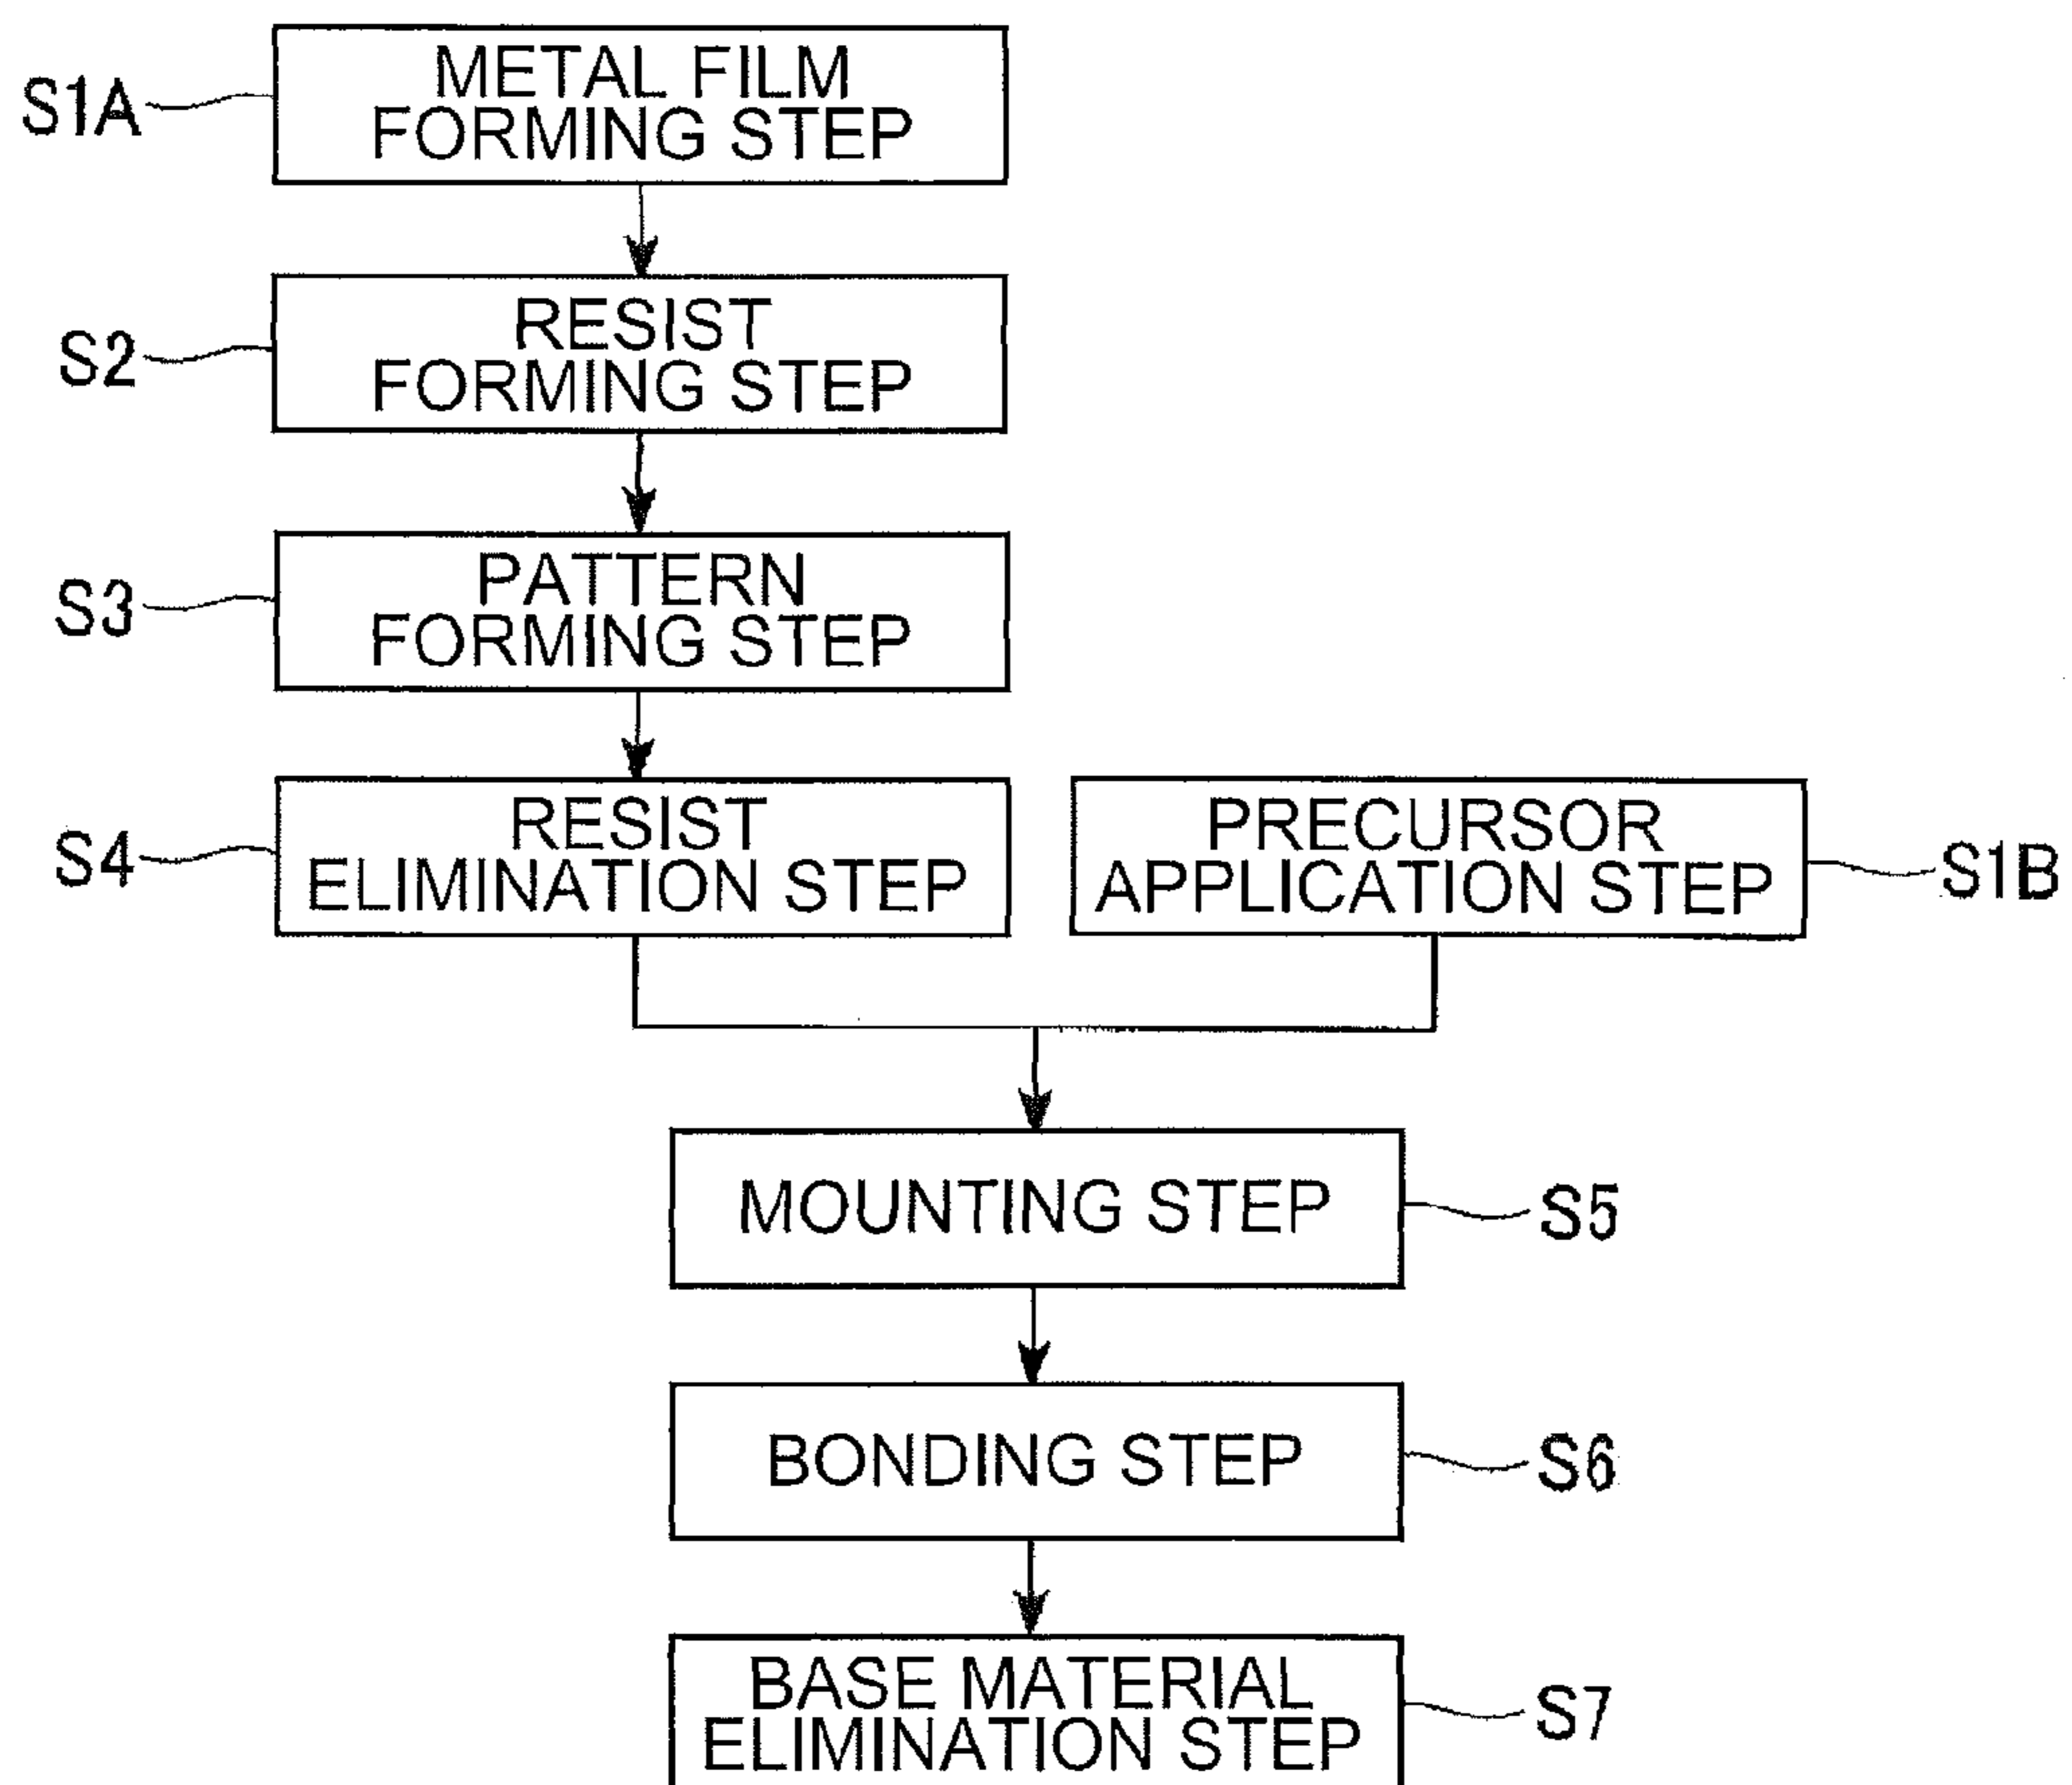 S1A
METAL FILM
FORMING STEP
S2
RESIST
FORMING STEP
S3
PATTERN
FORMING STEP
S4
RESIST
ELIMINATION STEP
PRECURSOR
APPLICATION STEP
S1B
MOUNTING STEP
S5
BONDING STEP
S6
BASE MATERIAL
ELIMINATION STEP
S7